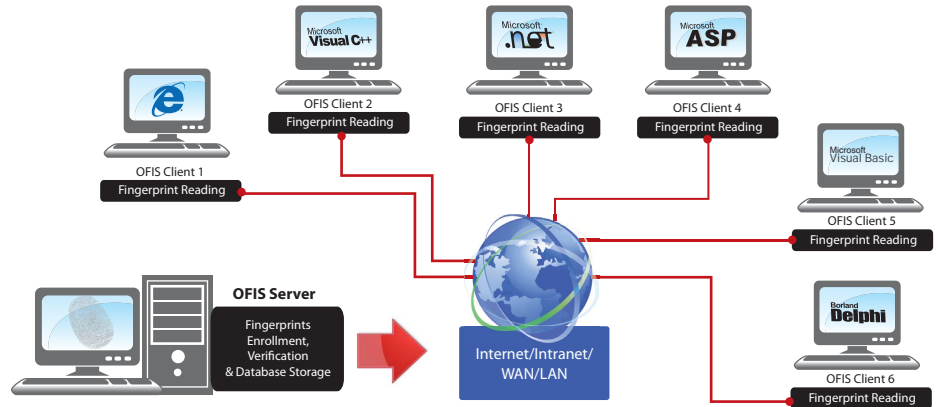 Microsoft
Visual C++
OFIS Client 2
Fingerprint Reading
Microsoft
.net
OFIS Client 3
Fingerprint Reading
Microsoft
ASP
OFIS Client 4
Fingerprint Reading
e
OFIS Client 1
Fingerprint Reading
Microsoft
Visual Basic
OFIS Client 5
Fingerprint Reading
OFIS Server
Fingerprints
Enrollment,
Verification
& Database Storage
Internet/Intranet/
WAN/LAN
Borland
Delphi
OFIS Client 6
Fingerprint Reading